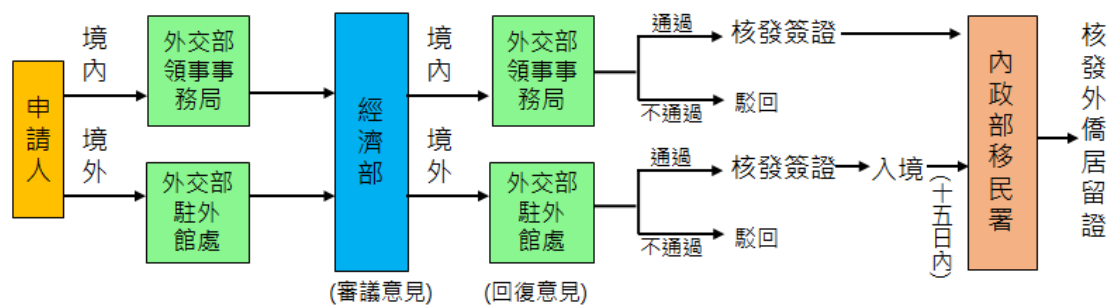 申請人
境內
境外
外交部
領事事
務局
外交部
駐外
館處
經濟部
(審議意見)
境內
境外
外交部
領事事
務局
外交部
駐外
館處
(回復意見)
通過
核發簽證
不通過
駁回
通過
核發簽證
入境
(十五日內)
不通過
駁回
內政部移民署
核發外僑居留證